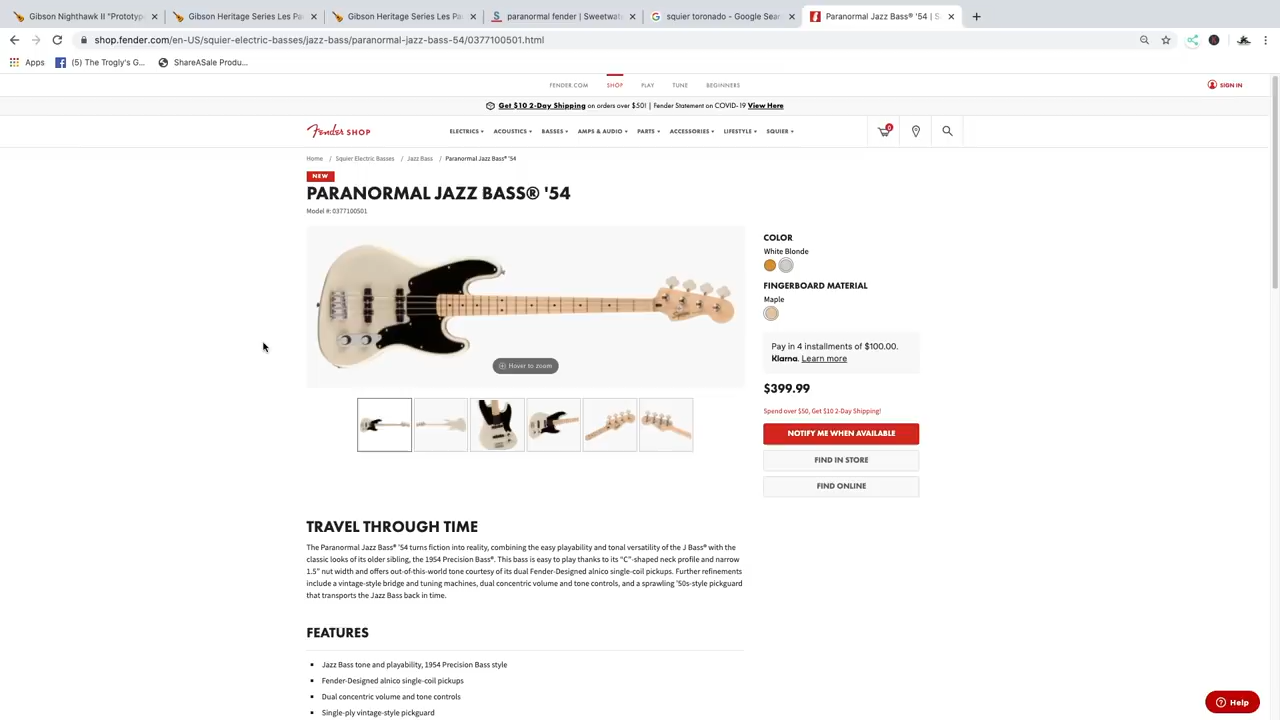 Gibson Nighthawk II "Prototyp
Gibson Heritage Series Les Pa
Gibson Heritage Series Les Pa
paranormal fender | Sweetwat
squier toronado - Google Sear
Paranormal Jazz Bass® '54 | S
shop.fender.com/en-US/squier-electric-basses/jazz-bass/paranormal-jazz-bass-54/0377100501.html
Apps
(5) The Trogly's G...
ShareASale Produ...
FENDER.COM
SHOP
PLAY
TUNE
BEGINNERS
SIGN IN
Get $10 2-Day Shipping on orders over $50! | Fender Statement on COVID-19 View Here
Fender SHOP
ELECTRICS
ACOUSTICS
BASSES
AMPS & AUDIO
PARTS
ACCESSORIES
LIFESTYLE
SQUIER
0
Home / Squier Electric Basses / Jazz Bass / Paranormal Jazz Bass® '54
NEW
PARANORMAL JAZZ BASS® '54
Model #: 0377100501
Hover to zoom
COLOR
White Blonde
FINGERBOARD MATERIAL
Maple
Pay in 4 installments of $100.00.
Klarna. Learn more
$399.99
Spend over $50, Get $10 2-Day Shipping!
NOTIFY ME WHEN AVAILABLE
FIND IN STORE
FIND ONLINE
TRAVEL THROUGH TIME
The Paranormal Jazz Bass® '54 turns fiction into reality, combining the easy playability and tonal versatility of the J Bass® with the
classic looks of its older sibling, the 1954 Precision Bass®. This bass is easy to play thanks to its "C"-shaped neck profile and narrow
1.5" nut width and offers out-of-this-world tone courtesy of its dual Fender-Designed alnico single-coil pickups. Further refinements
include a vintage-style bridge and tuning machines, dual concentric volume and tone controls, and a sprawling '50s-style pickguard
that transports the Jazz Bass back in time.
FEATURES
Jazz Bass tone and playability, 1954 Precision Bass style
Fender-Designed alnico single-coil pickups
Dual concentric volume and tone controls
Single-ply vintage-style pickguard
Help